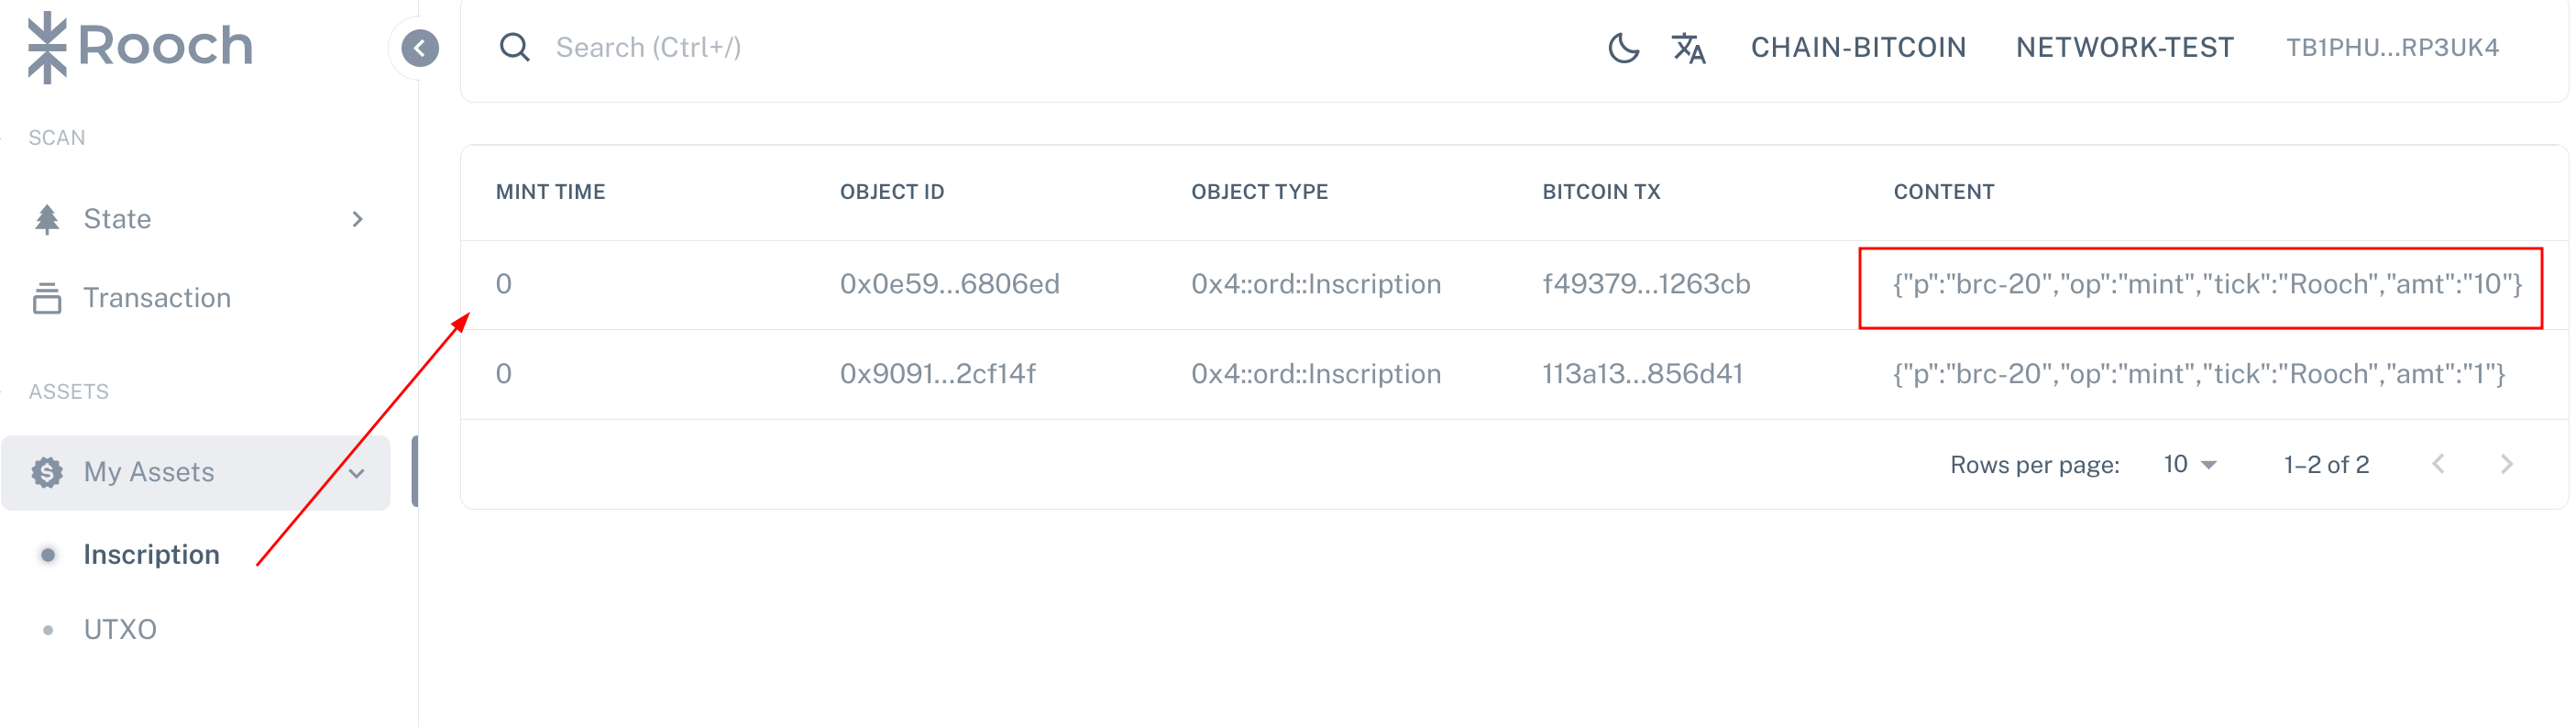 Rooch
Search (Ctrl+/)
CHAIN-BITCOIN
NETWORK-TEST
TB1PHU...RP3UK4
SCAN
State
Transaction
ASSETS
My Assets
Inscription
UTXO
MINT TIME OBJECT ID OBJECT TYPE BITCOIN TX CONTENT
0 0x0e59...6806ed 0x4::ord::Inscription f49379...1263cb {"p":"brc-20","op":"mint","tick":"Rooch","amt":"10"}
0 0x9091...2cf14f 0x4::ord::Inscription 113a13...856d41 {"p":"brc-20","op":"mint","tick":"Rooch","amt":"1"}
Rows per page: 10 1–2 of 2